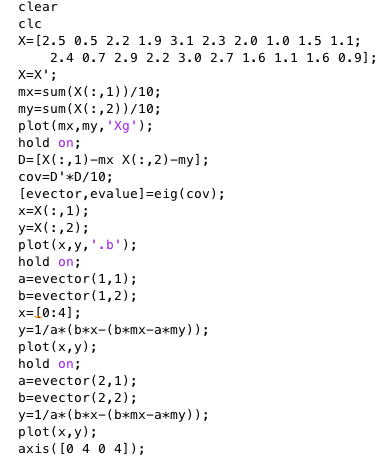 clear
clc
X=[2.5 0.5 2.2 1.9 3.1 2.3 2.0 1.0 1.5 1.1;
2.4 0.7 2.9 2.2 3.0 2.7 1.6 1.1 1.6 0.9];
X=X';
mx=sum(X(:,1))/10;
my=sum(X(:,2))/10;
plot(mx,my,'Xg');
hold on;
D=[X(:,1)-mx X(:,2)-my];
cov=D'*D/10;
[evector,evalue]=eig(cov);
x=X(:,1);
y=X(:,2);
plot(x,y,'.b');
hold on;
a=evector(1,1);
b=evector(1,2);
x=[0:4];
y=1/a*(b*x-(b*mx-a*my));
plot(x,y);
hold on;
a=evector(2,1);
b=evector(2,2);
y=1/a*(b*x-(b*mx-a*my));
plot(x,y);
axis([0 4 0 4]);